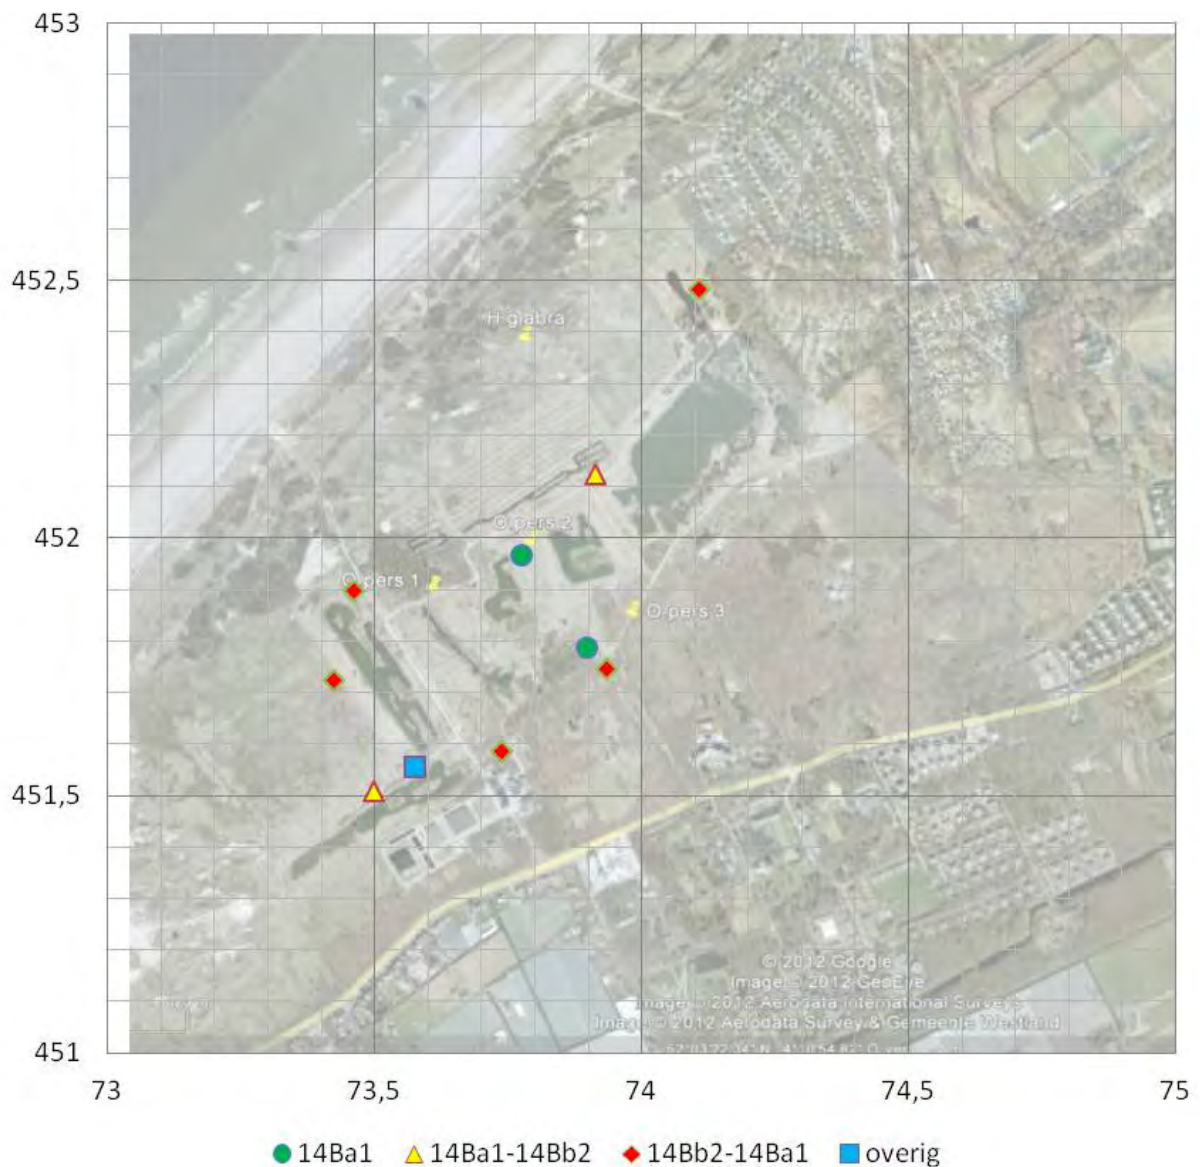 453
452,5
H glabra
O pers 2
452
O pers 1
O pers 3
451,5
© 2012 Google
Image © 2012 GeoEye
Image © 2012 Aerodata International Surveys
Image © 2012 Aerodata Survey & Gemeente Westland
451
73 73,5 74 74,5 75
14Ba1 14Ba1-14Bb2 14Bb2-14Ba1 overig